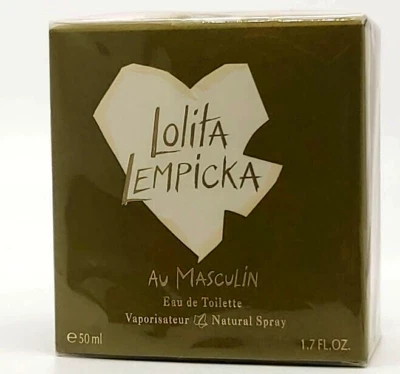 Lolita
LEMPICKA
AU MASCULIN
Eau de Toilette
Vaporisateur Natural Spray
e 50 ml 1.7 FL.OZ.